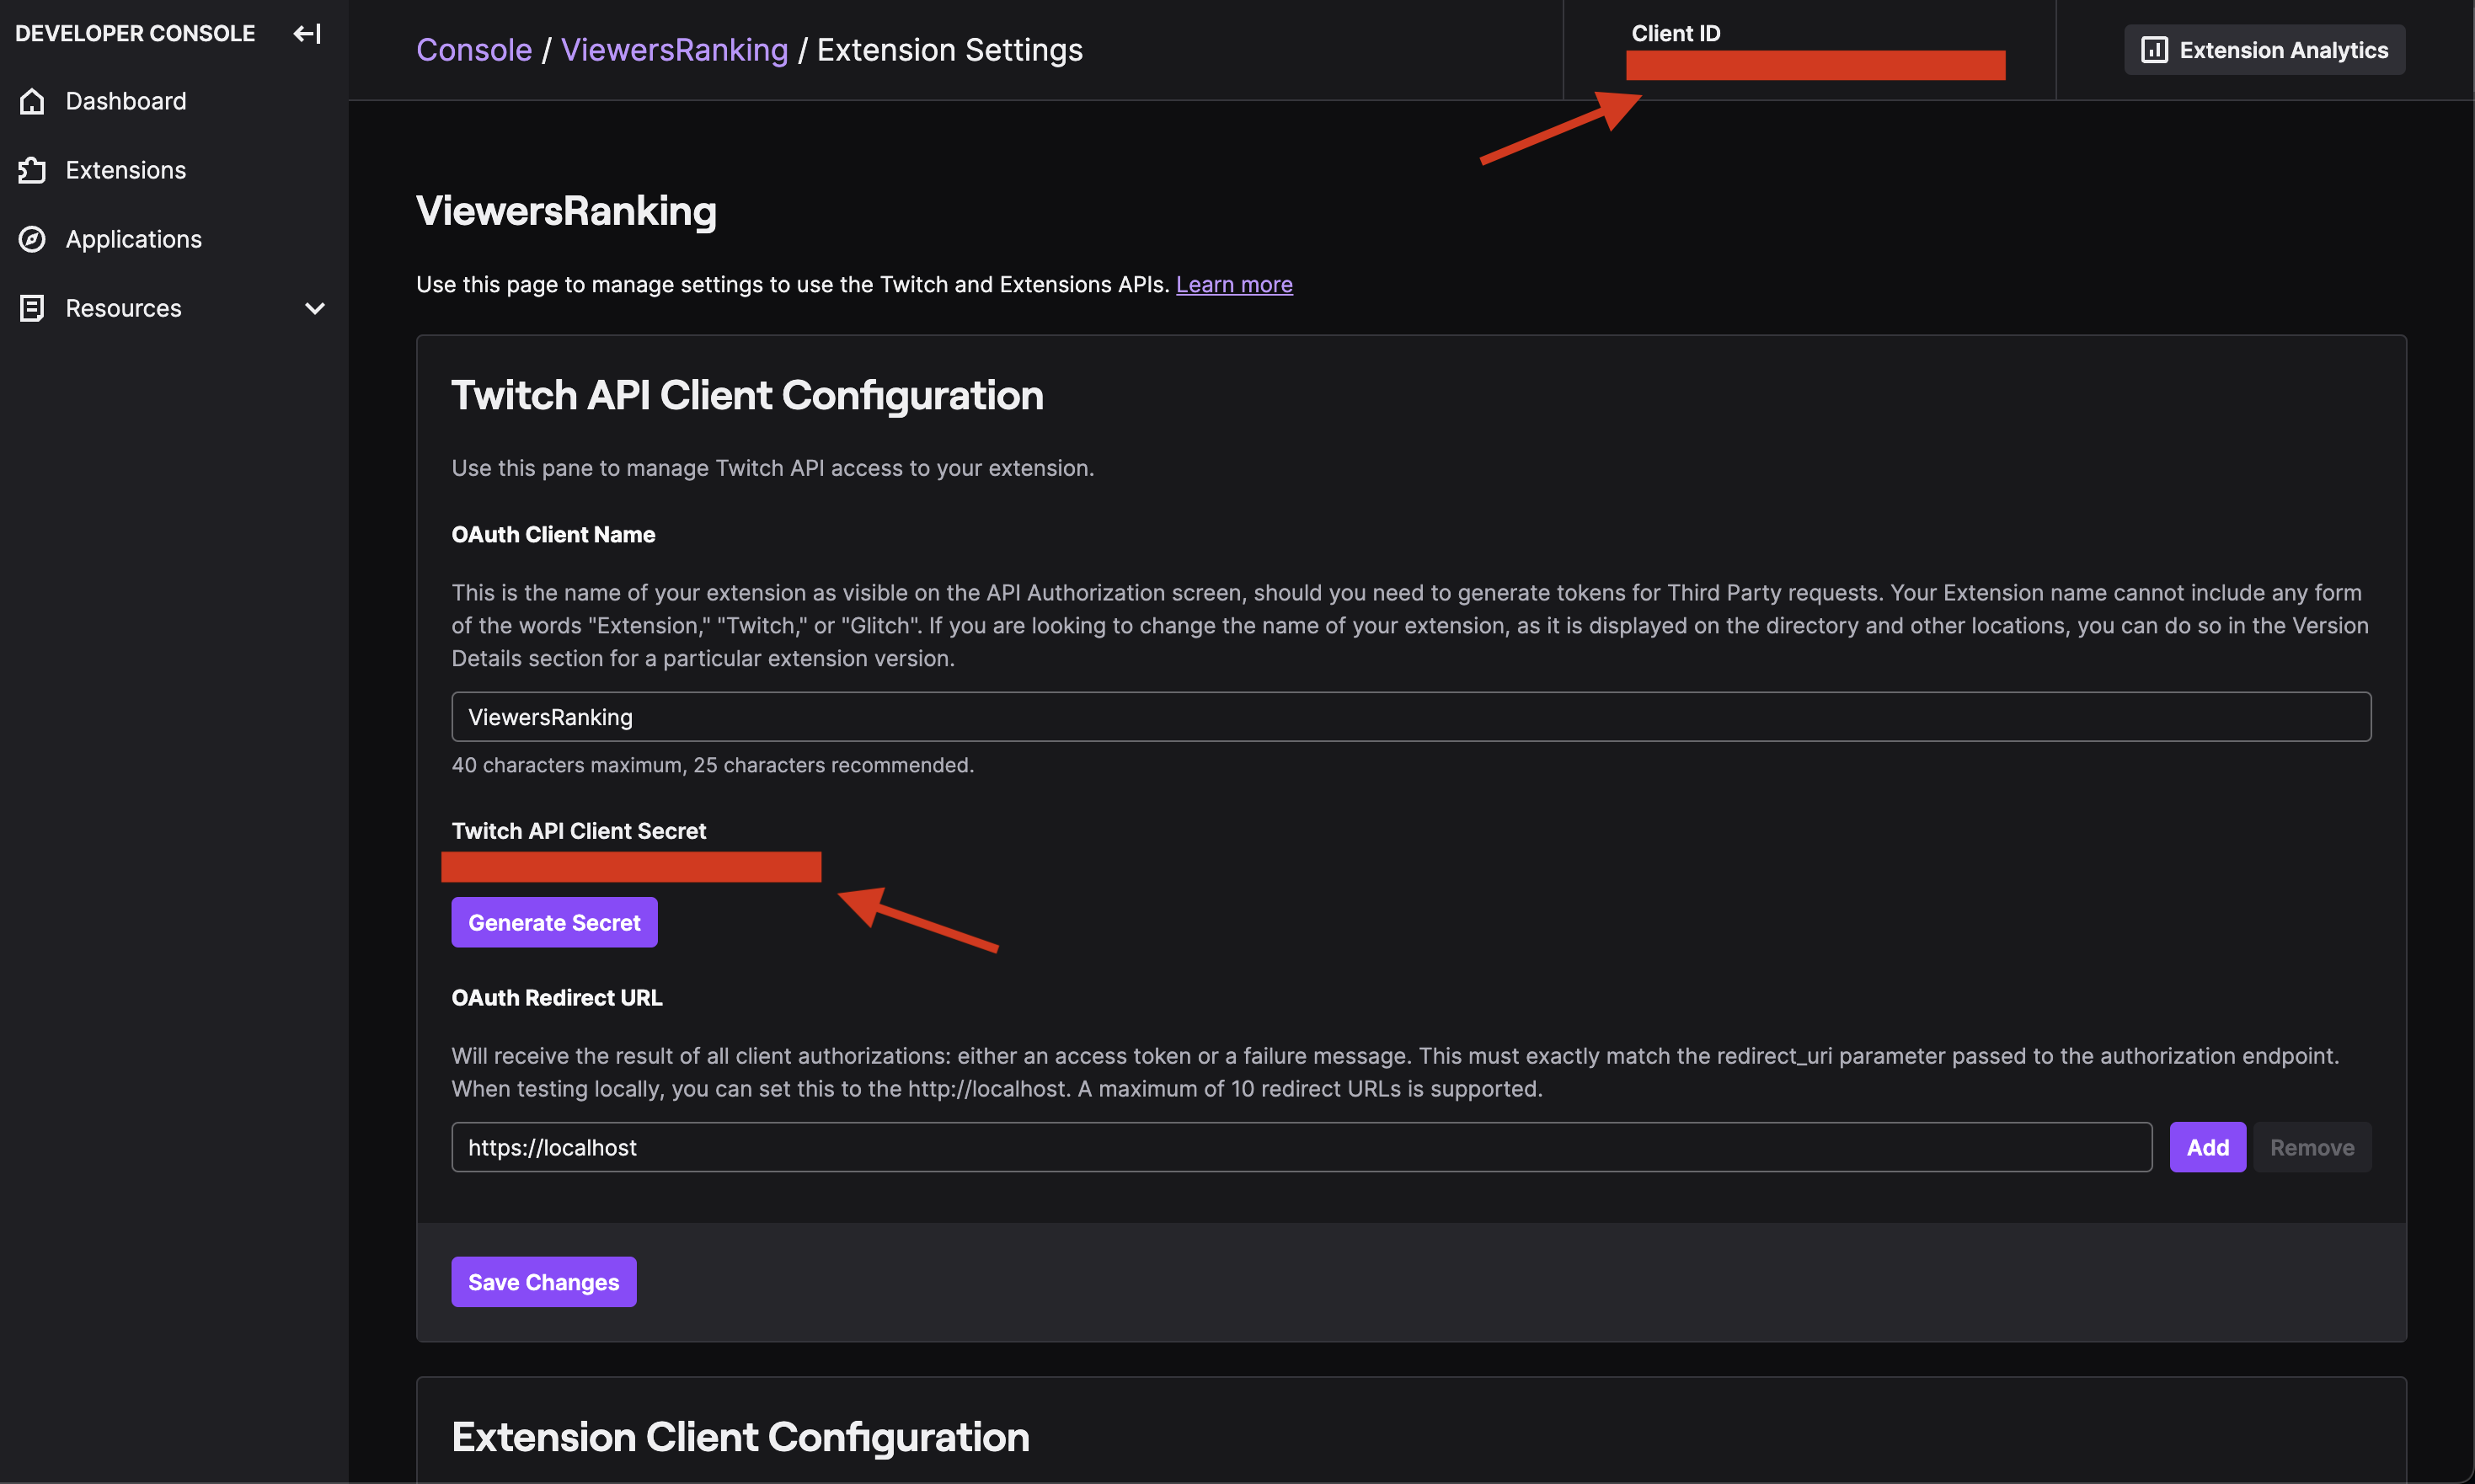 DEVELOPER CONSOLE
Dashboard
Extensions
Applications
Resources
Console / ViewersRanking / Extension Settings
Client ID
Extension Analytics
ViewersRanking
Use this page to manage settings to use the Twitch and Extensions APIs. Learn more
Twitch API Client Configuration
Use this pane to manage Twitch API access to your extension.
OAuth Client Name
This is the name of your extension as visible on the API Authorization screen, should you need to generate tokens for Third Party requests. Your Extension name cannot include any form
of the words "Extension," "Twitch," or "Glitch". If you are looking to change the name of your extension, as it is displayed on the directory and other locations, you can do so in the Version
Details section for a particular extension version.
ViewersRanking
40 characters maximum, 25 characters recommended.
Twitch API Client Secret
Generate Secret
OAuth Redirect URL
Will receive the result of all client authorizations: either an access token or a failure message. This must exactly match the redirect_uri parameter passed to the authorization endpoint.
When testing locally, you can set this to the http://localhost. A maximum of 10 redirect URLs is supported.
https://localhost
Add
Remove
Save Changes
Extension Client Configuration